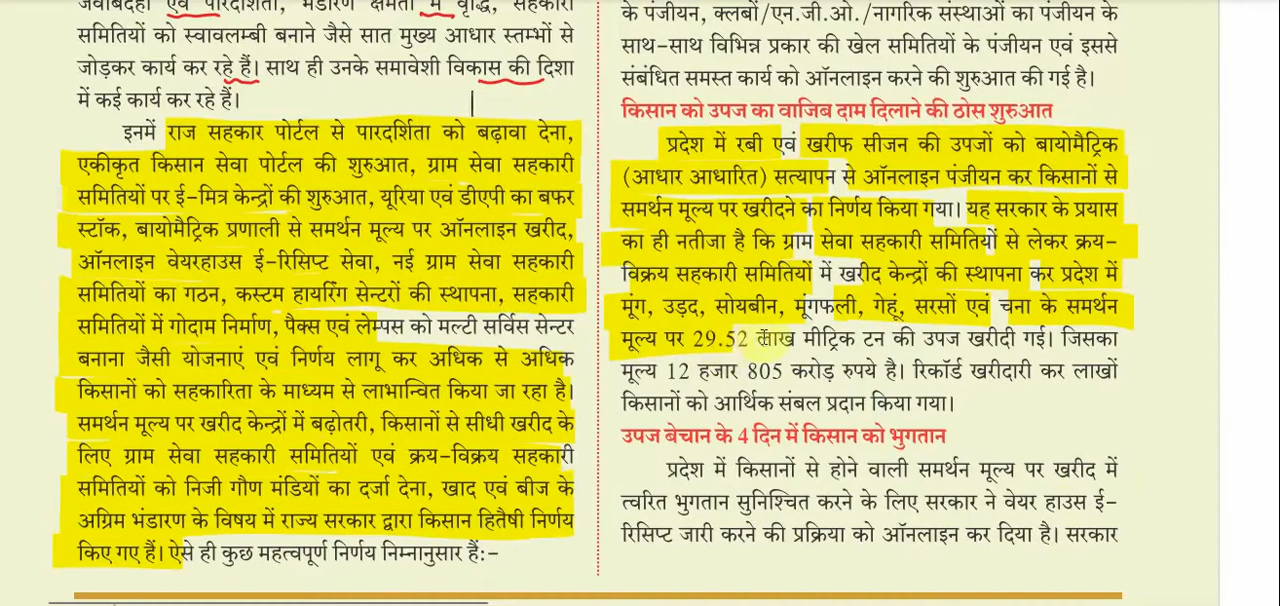 जवाबदेही एवं पारदर्शिता, भंडारण क्षमता में वृद्धि, सहकारी
समितियों को स्वावलम्बी बनाने जैसे सात मुख्य आधार स्तम्भों से
जोड़कर कार्य कर रहे हैं। साथ ही उनके समावेशी विकास की दिशा
में कई कार्य कर रहे हैं।
इनमें राज सहकार पोर्टल से पारदर्शिता को बढ़ावा देना,
एकीकृत किसान सेवा पोर्टल की शुरुआत, ग्राम सेवा सहकारी
समितियों पर ई-मित्र केन्द्रों की शुरुआत, यूरिया एवं डीएपी का बफर
स्टॉक, बायोमैट्रिक प्रणाली से समर्थन मूल्य पर ऑनलाइन खरीद,
ऑनलाइन वेयरहाउस ई-रिसिप्ट सेवा, नई ग्राम सेवा सहकारी
समितियों का गठन, कस्टम हायरिंग सेन्टरों की स्थापना, सहकारी
समितियों में गोदाम निर्माण, पैक्स एवं लेम्पस को मल्टी सर्विस सेन्टर
बनाना जैसी योजनाएं एवं निर्णय लागू कर अधिक से अधिक
किसानों को सहकारिता के माध्यम से लाभान्वित किया जा रहा है।
समर्थन मूल्य पर खरीद केन्द्रों में बढ़ोतरी, किसानों से सीधी खरीद के
लिए ग्राम सेवा सहकारी समितियों एवं क्रय-विक्रय सहकारी
समितियों को निजी गौण मंडियों का दर्जा देना, खाद एवं बीज के
अग्रिम भंडारण के विषय में राज्य सरकार द्वारा किसान हितैषी निर्णय
किए गए हैं। ऐसे ही कुछ महत्वपूर्ण निर्णय निम्नानुसार हैं:-
के पंजीयन, क्लबों/एन.जी.ओ./नागरिक संस्थाओं का पंजीयन के
साथ-साथ विभिन्न प्रकार की खेल समितियों के पंजीयन एवं इससे
संबंधित समस्त कार्य को ऑनलाइन करने की शुरुआत की गई है।
किसान को उपज का वाजिब दाम दिलाने की ठोस शुरुआत
प्रदेश में रबी एवं खरीफ सीजन की उपजों को बायोमैट्रिक
(आधार आधारित) सत्यापन से ऑनलाइन पंजीयन कर किसानों से
समर्थन मूल्य पर खरीदने का निर्णय किया गया। यह सरकार के प्रयास
का ही नतीजा है कि ग्राम सेवा सहकारी समितियों से लेकर क्रय-
विक्रय सहकारी समितियों में खरीद केन्द्रों की स्थापना कर प्रदेश में
मूंग, उड़द, सोयबीन, मूंगफली, गेहूं, सरसों एवं चना के समर्थन
मूल्य पर 29.52 लाख मीट्रिक टन की उपज खरीदी गई। जिसका
मूल्य 12 हजार 805 करोड़ रुपये है। रिकॉर्ड खरीदारी कर लाखों
किसानों को आर्थिक संबल प्रदान किया गया।
उपज बेचान के 4 दिन में किसान को भुगतान
प्रदेश में किसानों से होने वाली समर्थन मूल्य पर खरीद में
त्वरित भुगतान सुनिश्चित करने के लिए सरकार ने वेयर हाउस ई-
रिसिप्ट जारी करने की प्रक्रिया को ऑनलाइन कर दिया है। सरकार